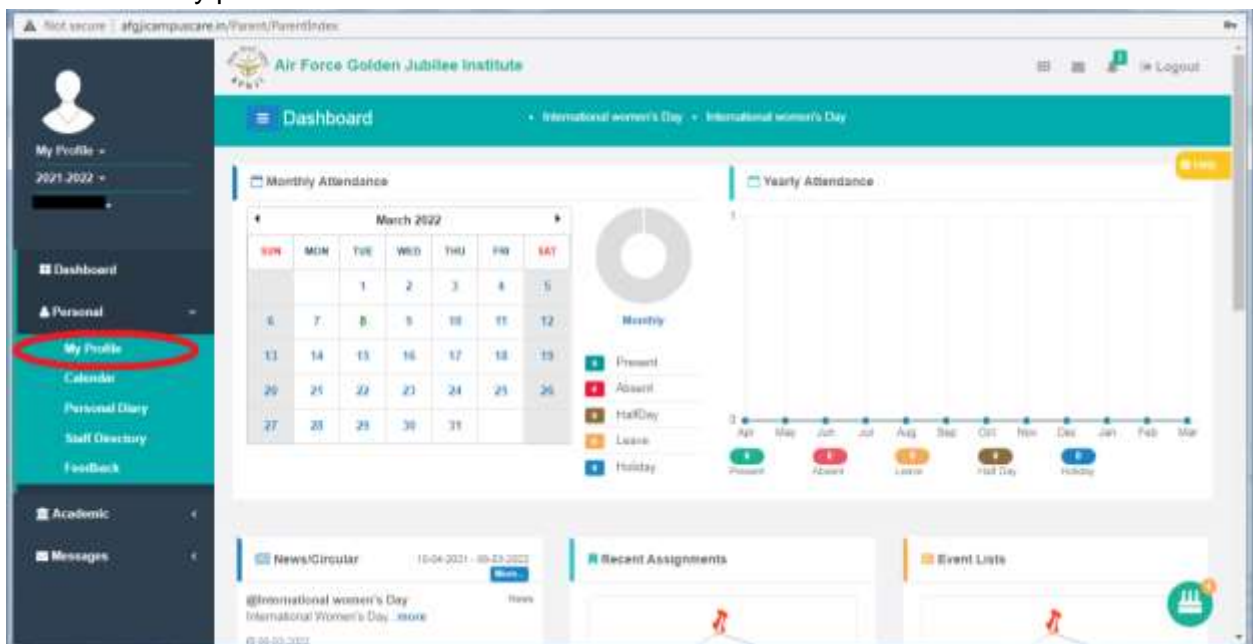 Not secure | afgjicampuscare.in/Parent/ParentIndex
Air Force Golden Jubilee Institute
Logout
Dashboard
• International women's Day • International women's Day
My Profile
2021-2022
Dashboard
Personal
My Profile
Calendar
Personal Diary
Staff Directory
Feedback
Academic
Messages
Monthly Attendance
March 2022
SUN MON TUE WED THU FRI SAT
1 2 3 4 5
6 7 8 9 10 11 12
13 14 15 16 17 18 19
20 21 22 23 24 25 26
27 28 29 30 31
Monthly
Present
Absent
HalfDay
Leave
Holiday
Yearly Attendance
1
0
Apr May Jun Jul Aug Sep Oct Nov Dec Jan Feb Mar
Present Absent Leave Half Day Holiday
News/Circular
More..
@International women's Day News
International Women's Day ..more
08-03-2022
Recent Assignments
Event Lists